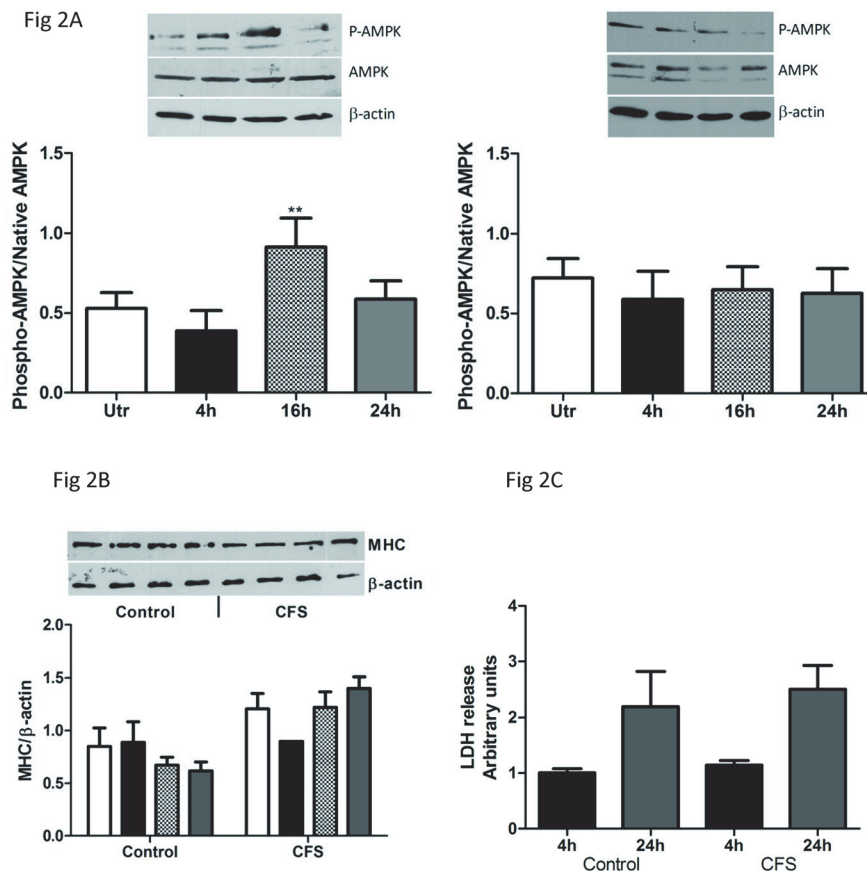 Fig 2A
P-AMPK
AMPK
β-actin
Phospho-AMPK/Native AMPK
1.5
1.0
0.5
0.0
**
Utr 4h 16h 24h
P-AMPK
AMPK
β-actin
Phospho-AMPK/Native AMPK
1.5
1.0
0.5
0.0
Utr 4h 16h 24h
Fig 2B
MHC
β-actin
Control | CFS
MHC/β-actin
2.0
1.5
1.0
0.5
0.0
Control CFS
Fig 2C
LDH release
Arbitrary units
4
3
2
1
0
4h 24h 4h 24h
Control CFS